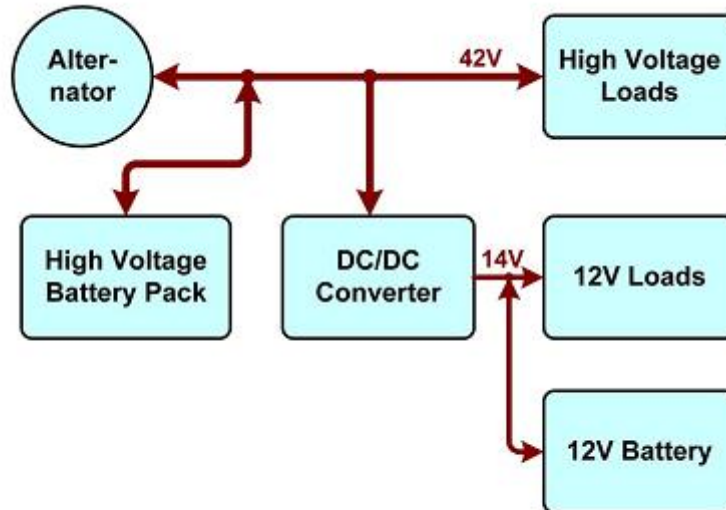 Alter-
nator
42V
High Voltage
Loads
High Voltage
Battery Pack
DC/DC
Converter
14V
12V Loads
12V Battery